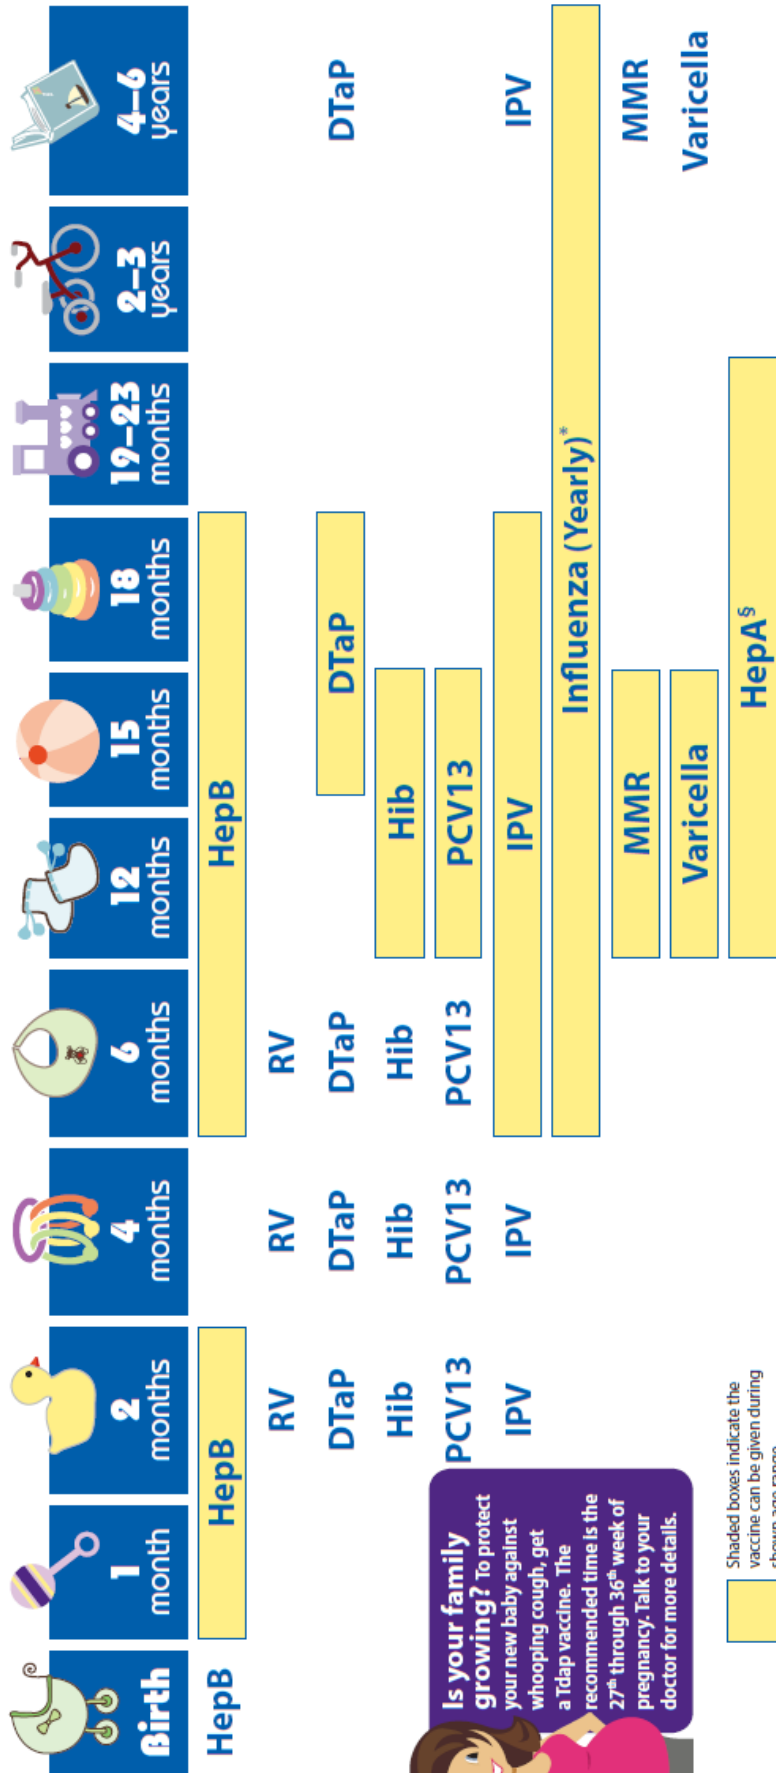 Birth
1
month
2
months
4
months
6
months
12
months
15
months
18
months
19–23
months
2–3
years
4–6
years
HepB
HepB
HepB
RV
RV
RV
DTaP
DTaP
DTaP
DTaP
DTaP
Hib
Hib
Hib
Hib
PCV13
PCV13
PCV13
PCV13
IPV
IPV
IPV
IPV
Influenza (Yearly)*
MMR
MMR
Varicella
Varicella
HepA§
Is your family
growing? To protect
your new baby against
whooping cough, get
a Tdap vaccine. The
recommended time is the
27th through 36th week of
pregnancy. Talk to your
doctor for more details.
Shaded boxes indicate the
vaccine can be given during
shown age range.